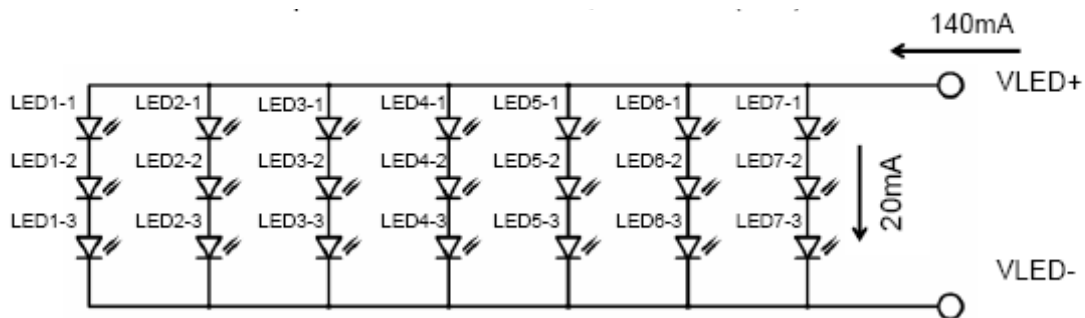 140mA
VLED+
LED1-1 LED2-1 LED3-1 LED4-1 LED5-1 LED6-1 LED7-1
LED1-2 LED2-2 LED3-2 LED4-2 LED5-2 LED6-2 LED7-2
20mA
LED1-3 LED2-3 LED3-3 LED4-3 LED5-3 LED6-3 LED7-3
VLED-